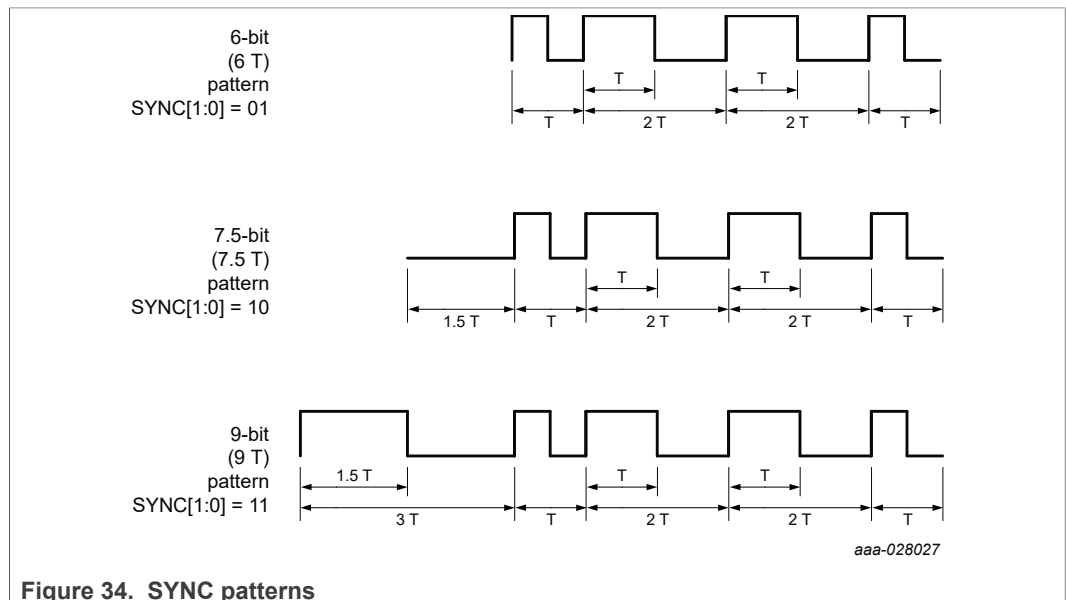 6-bit
(6 T)
pattern
SYNC[1:0] = 01
T
T
T
2 T
2 T
T
7.5-bit
(7.5 T)
pattern
SYNC[1:0] = 10
T
T
1.5 T
T
2 T
2 T
T
9-bit
(9 T)
pattern
SYNC[1:0] = 11
1.5 T
T
T
3 T
T
2 T
2 T
T
aaa-028027
Figure 34. SYNC patterns